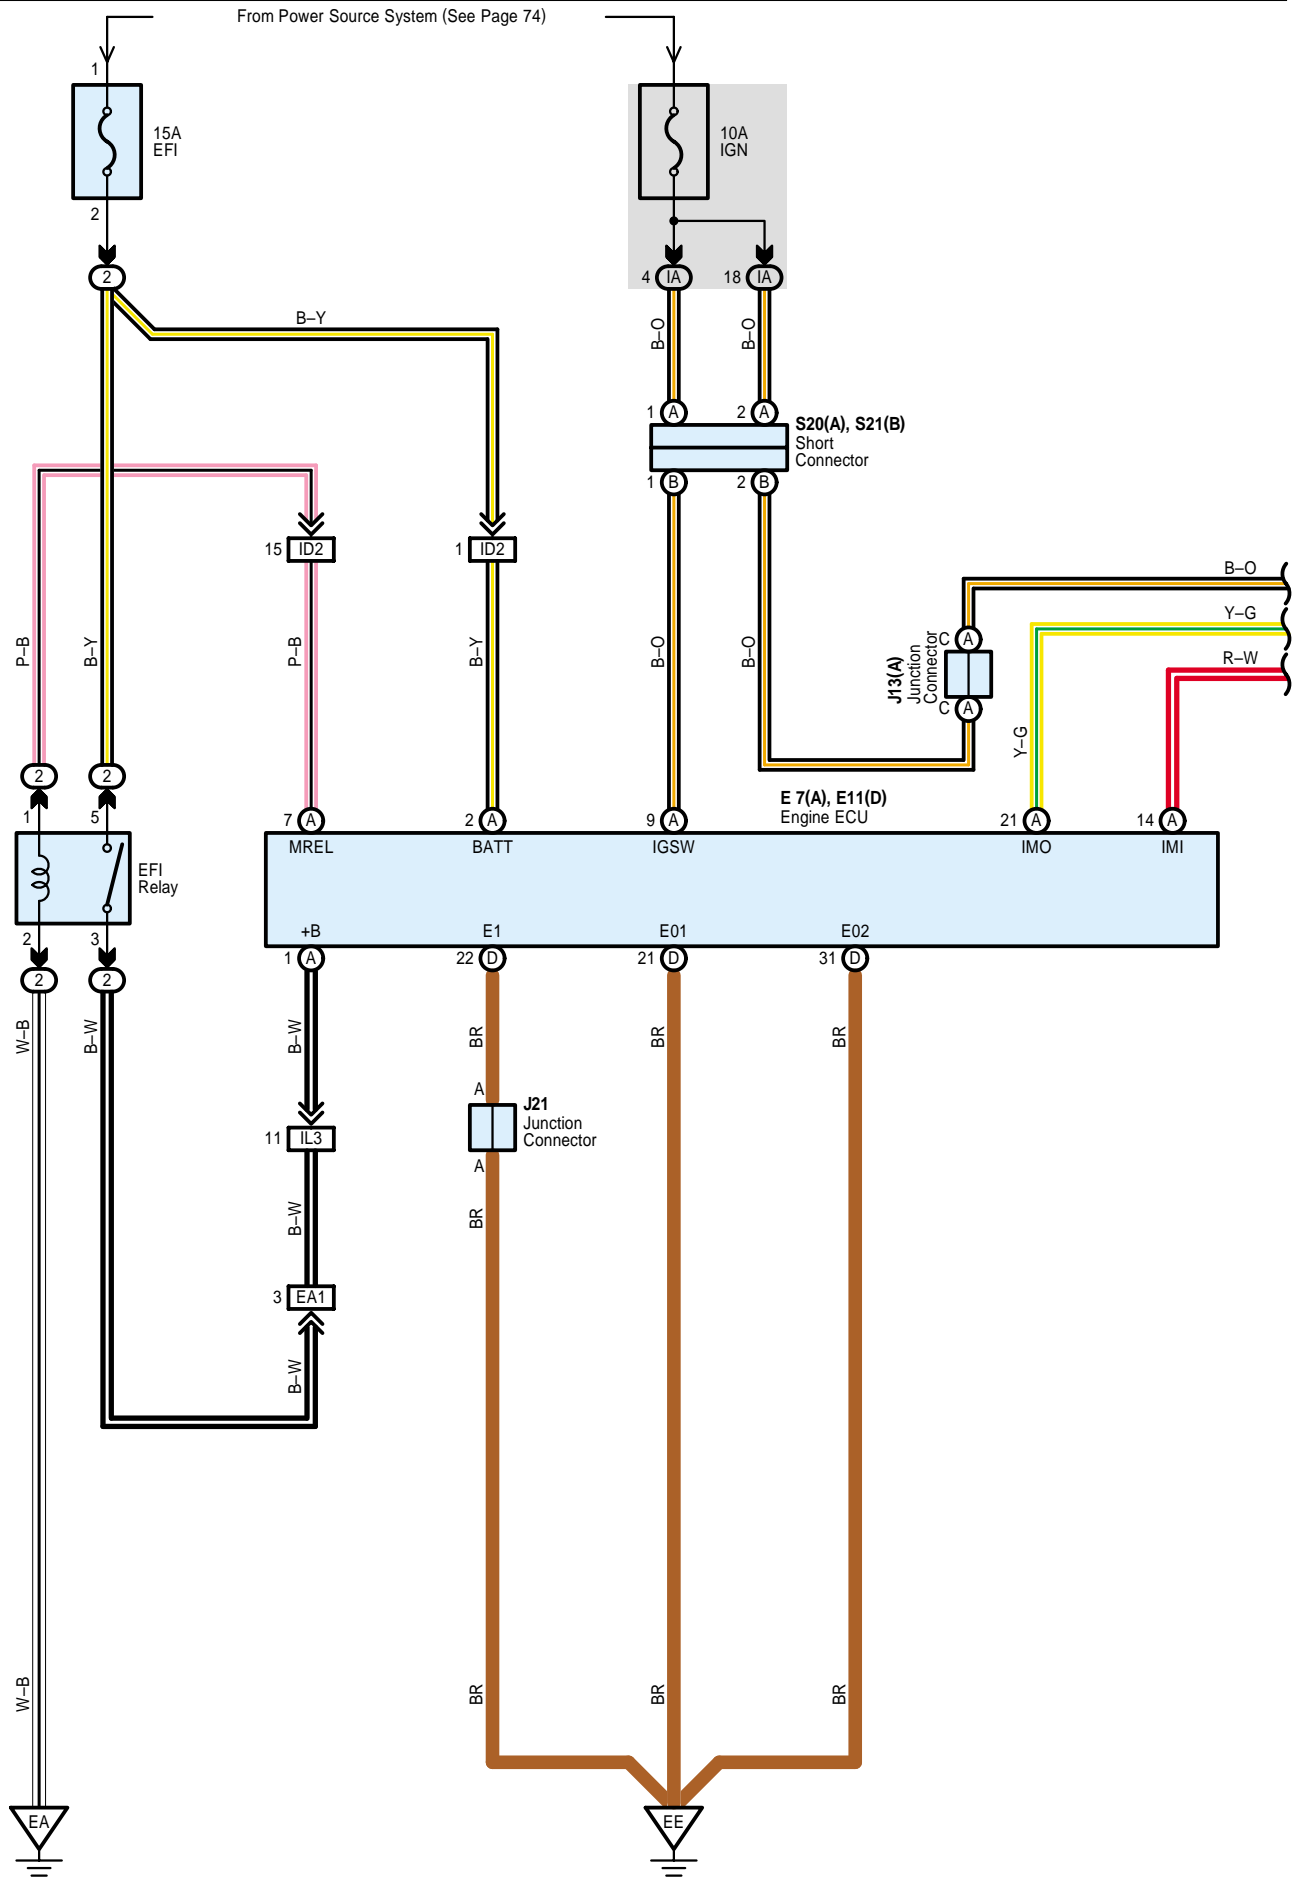 From Power Source System (See Page 74)
1
15A
EFI
2
2
10A
IGN
4 IA
18 IA
B–Y
B–O
B–O
1 A
2 A
S20(A), S21(B)
Short
Connector
1 B
2 B
15 ID2
1 ID2
P–B
B–Y
P–B
B–Y
B–O
B–O
B–O
Y–G
R–W
C A
J13(A)
Junction
Connector
C A
Y–G
2
2
1
5
EFI
Relay
2
3
2
2
E 7(A), E11(D)
Engine ECU
7 A
2 A
9 A
21 A
14 A
MREL
BATT
IGSW
IMO
IMI
+B
E1
E01
E02
1 A
22 D
21 D
31 D
W–B
B–W
B–W
BR
BR
BR
A
J21
Junction
Connector
A
11 IL3
B–W
BR
3 EA1
B–W
W–B
BR
BR
BR
EA
EE